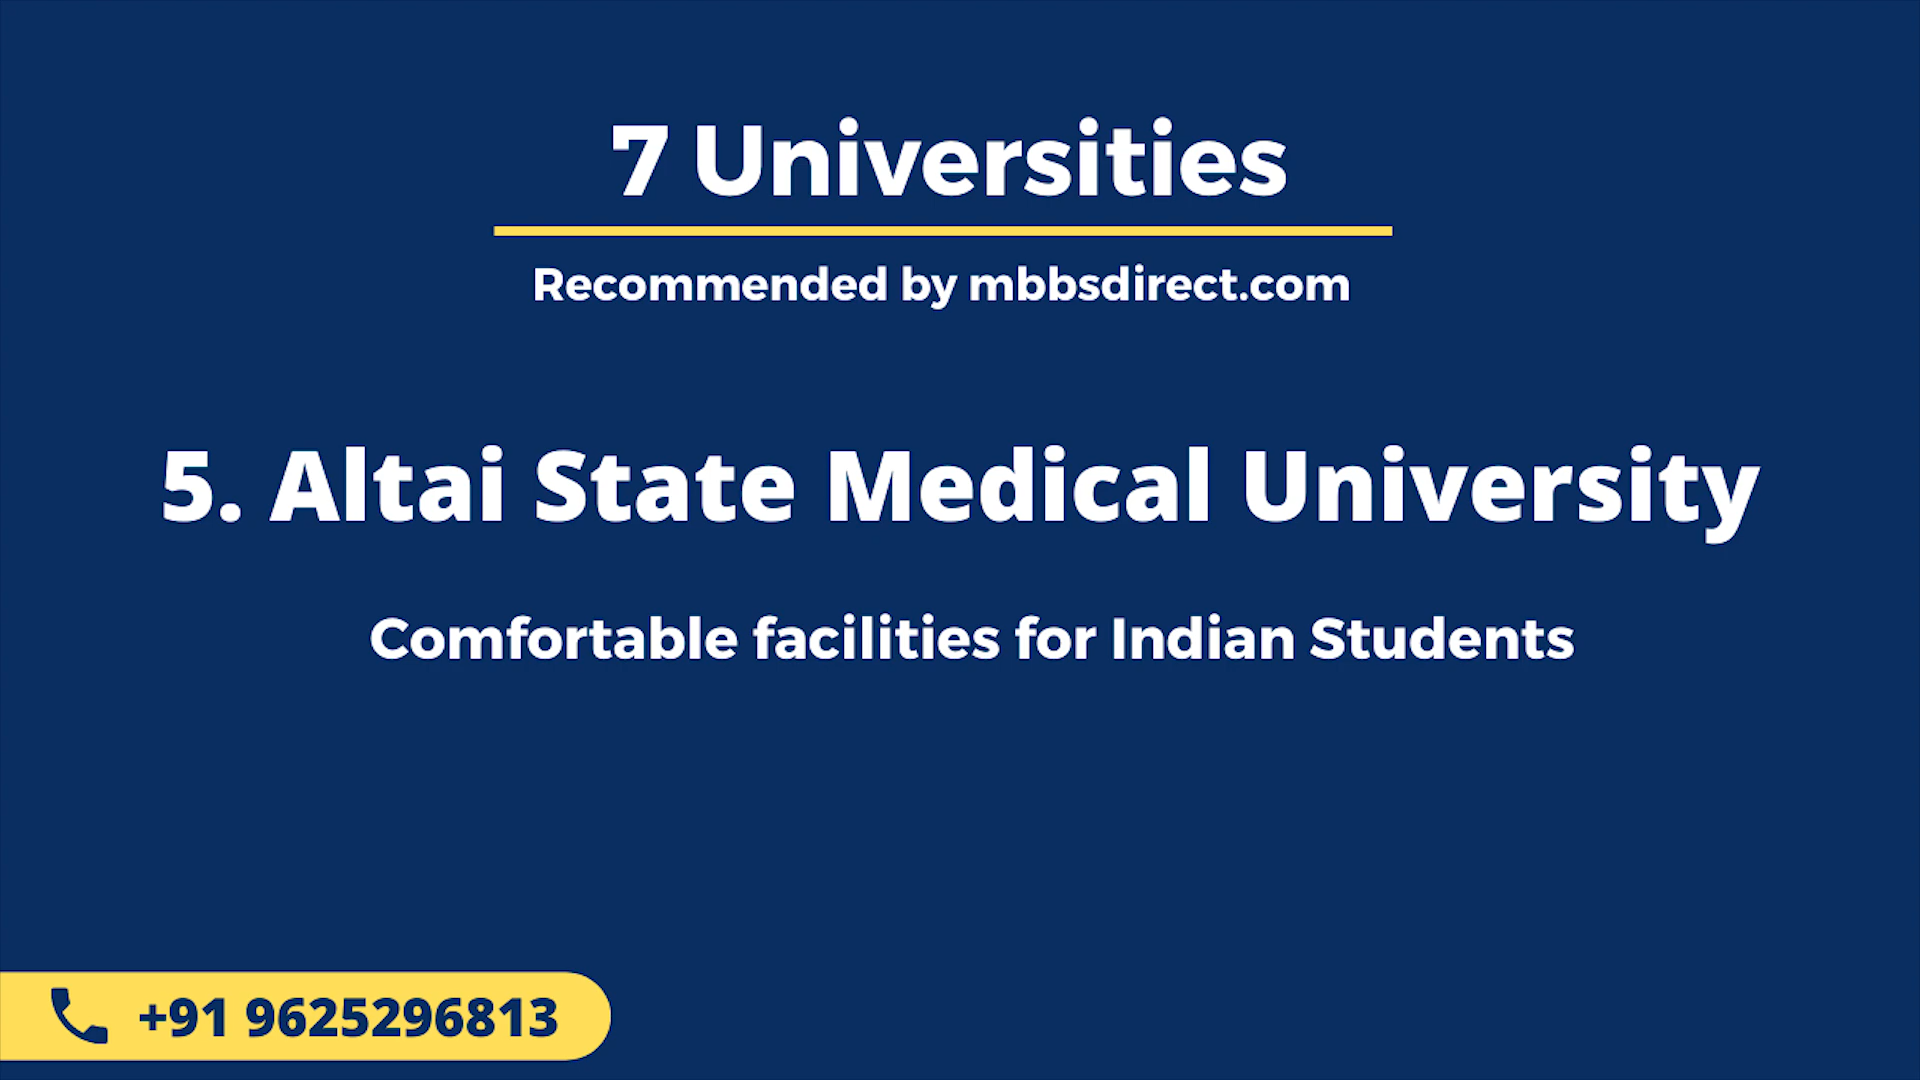 7 Universities
Recommended by mbbsdirect.com
5. Altai State Medical University
Comfortable facilities for Indian Students
+91 9625296813